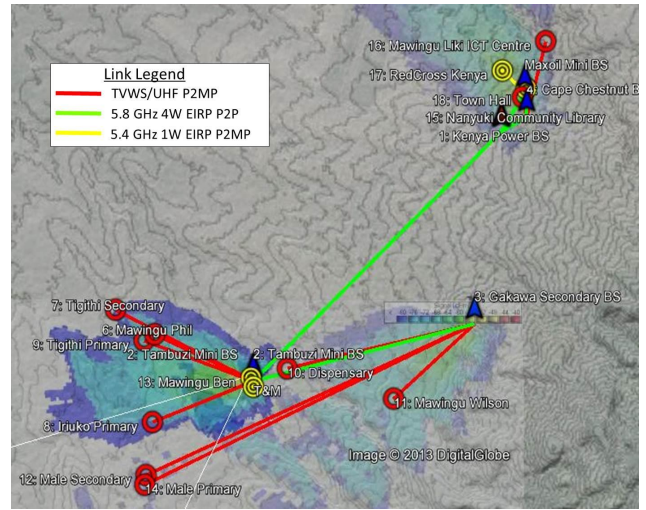 16: Mawingu Liki ICT Centre
Maxoil Mini BS
17: RedCross Kenya
4: Cape Chestnut B
18: Town Hall
15: Nanyuki Community Library
1: Kenya Power BS
Link Legend
TVWS/UHF P2MP
5.8 GHz 4W EIRP P2P
5.4 GHz 1W EIRP P2MP
3: Gakawa Secondary BS
7: Tigithi Secondary
6: Mawingu Phil
9: Tigithi Primary
2: Tambuzi Mini BS
2: Tambuzi Mini BS
10: Dispensary
13: Mawingu Ben
T&M
11: Mawingu Wilson
8: Iriuko Primary
Image © 2013 DigitalGlobe
12: Male Secondary
14: Male Primary